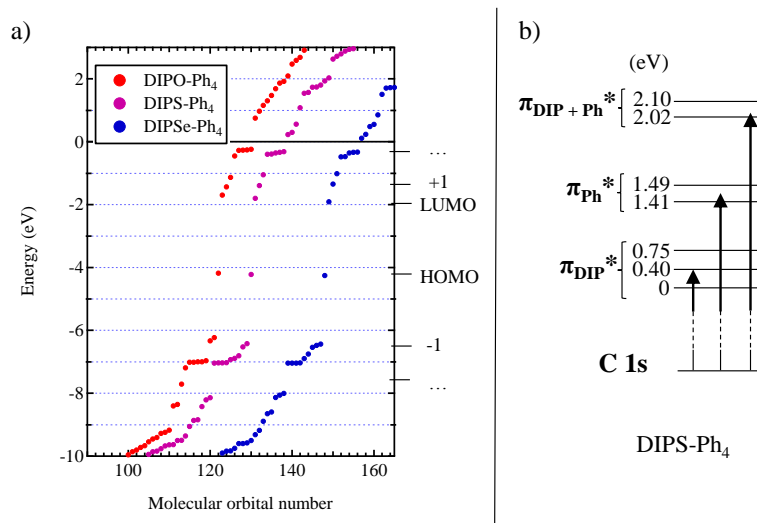 a)
DIPO-Ph4
DIPS-Ph4
DIPSe-Ph4
Energy (eV)
2
0
-2
-4
-6
-8
-10
100
120
140
160
Molecular orbital number
...
+1
LUMO
HOMO
-1
...
b)
(eV)
πDIP + Ph*
2.10
2.02
πPh*
1.49
1.41
πDIP*
0.75
0.40
0
C 1s
DIPS-Ph4